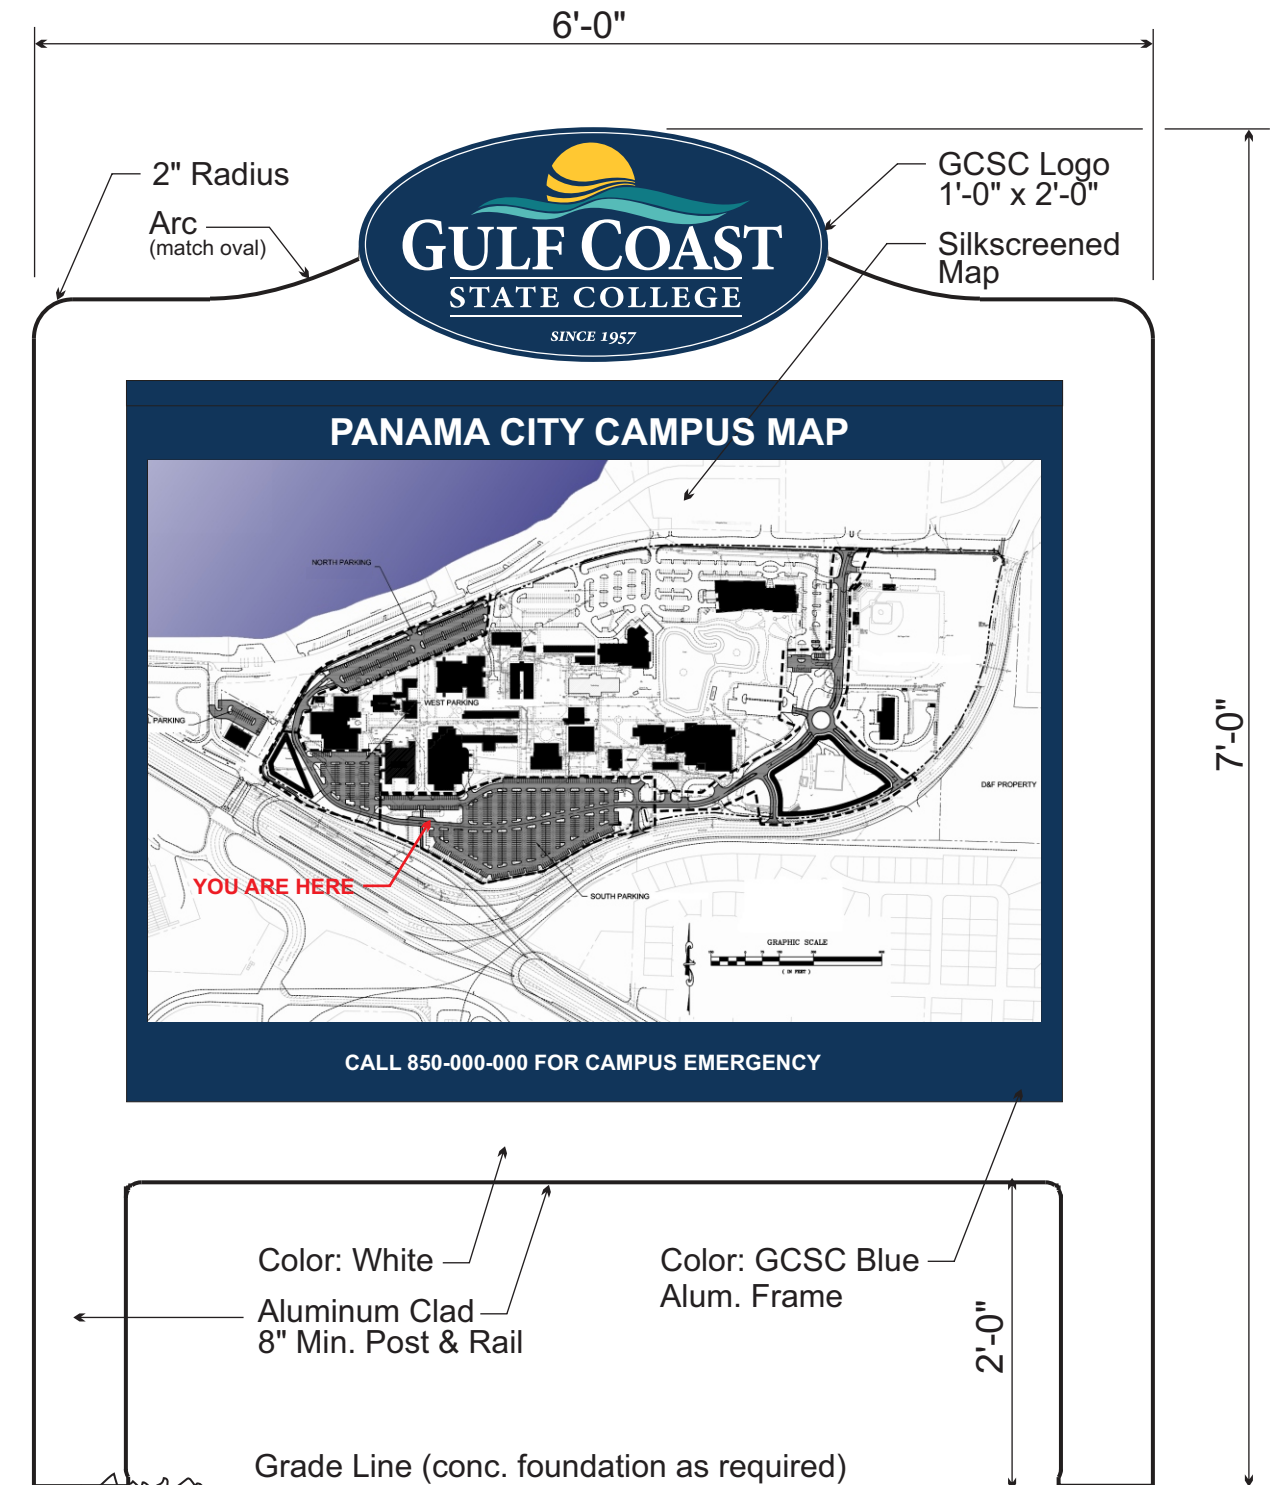 6'-0"
2" Radius
Arc
(match oval)
GULF COAST
STATE COLLEGE
SINCE 1957
GCSC Logo
1'-0" x 2'-0"
Silkscreened
Map
PANAMA CITY CAMPUS MAP
NORTH PARKING
WEST PARKING
PARKING
D&F PROPERTY
7'-0"
YOU ARE HERE
SOUTH PARKING
GRAPHIC SCALE
( IN FEET )
CALL 850-000-000 FOR CAMPUS EMERGENCY
Color: White
Aluminum Clad
8" Min. Post & Rail
Color: GCSC Blue
Alum. Frame
2'-0"
Grade Line (conc. foundation as required)